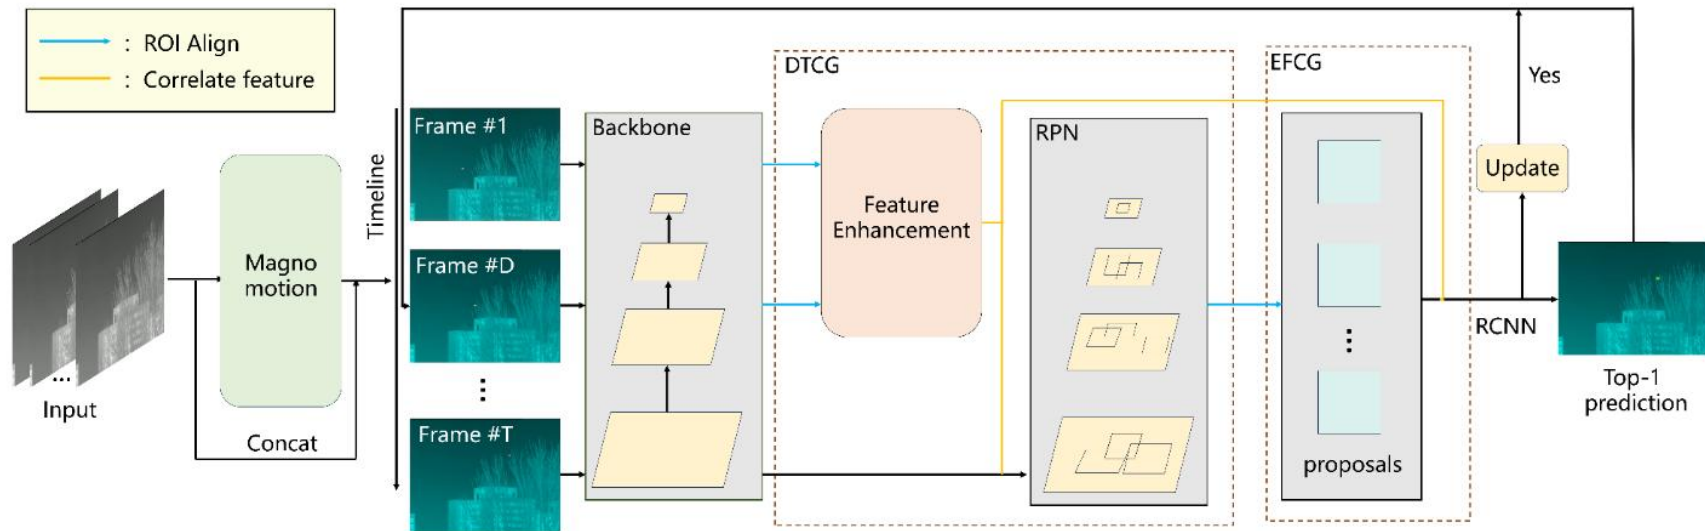 : ROI Align
: Correlate feature
Input
...
Magno
motion
Concat
Timeline
Frame #1
Frame #D
...
Frame #T
Backbone
DTCG
Feature
Enhancement
RPN
EFCG
...
proposals
Yes
Update
RCNN
Top-1
prediction